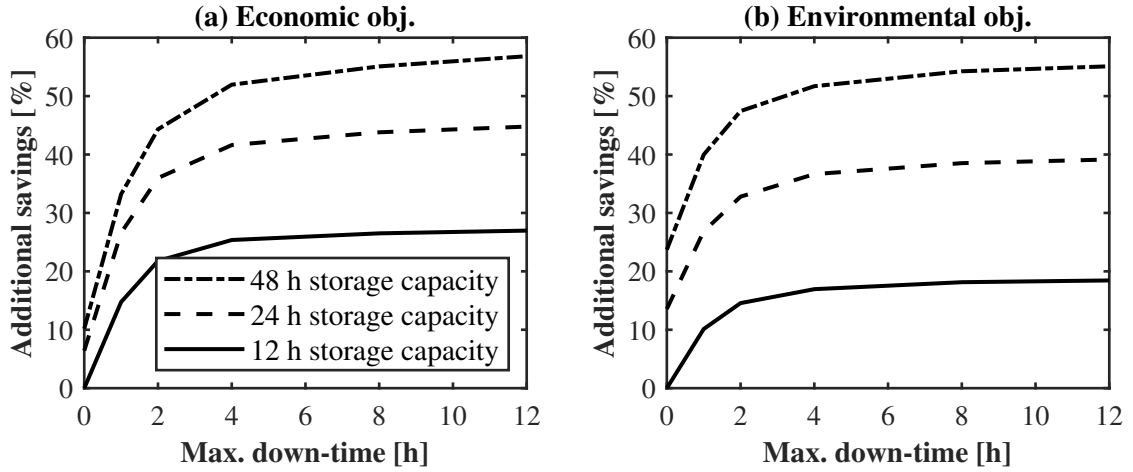 (a) Economic obj.
Additional savings [%]
60
50
40
30
20
10
0
48 h storage capacity
24 h storage capacity
12 h storage capacity
0 2 4 6 8 10 12
Max. down-time [h]
(b) Environmental obj.
Additional savings [%]
60
50
40
30
20
10
0
0 2 4 6 8 10 12
Max. down-time [h]